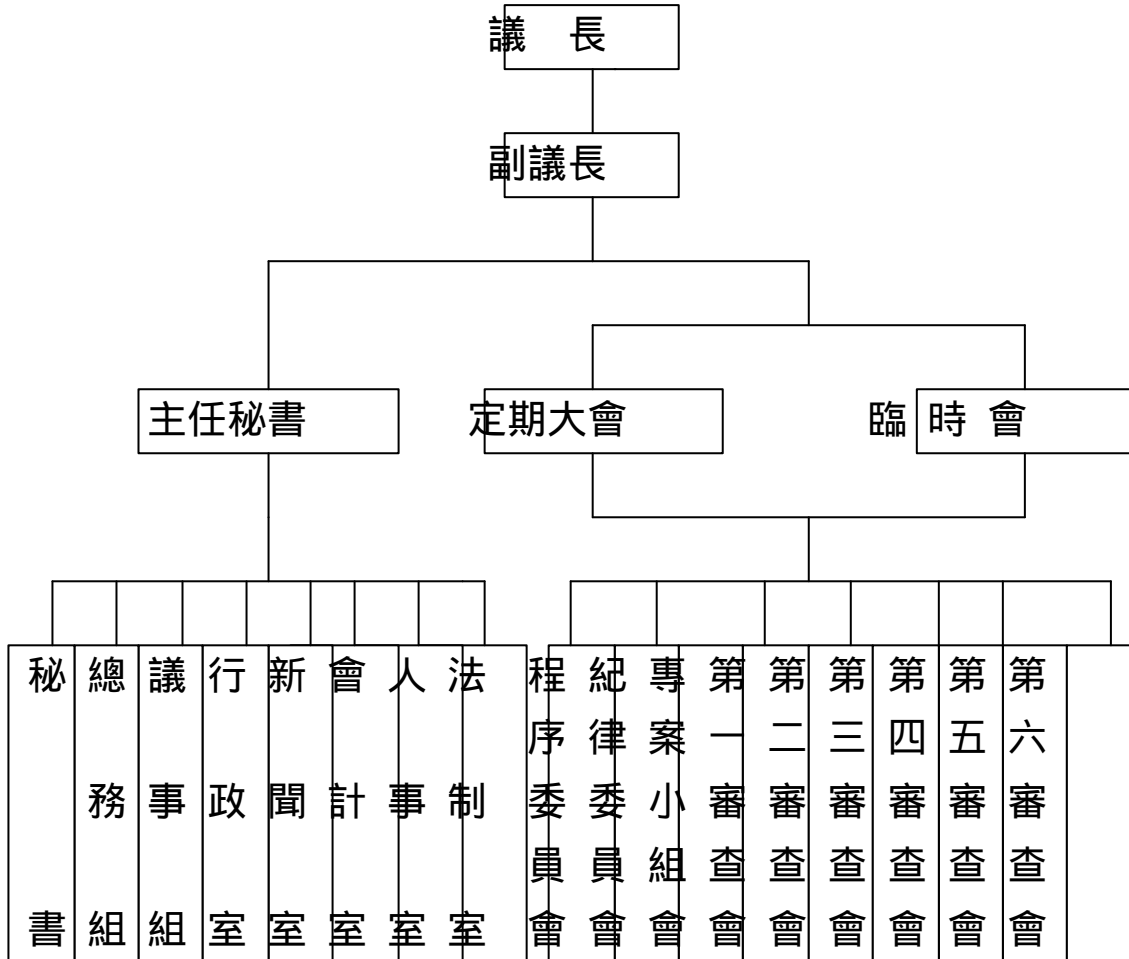 議 長
副議長
主任秘書
定期大會
臨時會
秘書
總務組
議事組
行政室
新聞室
會計室
人事室
法制室
程序委員會
紀律委員會
專案小組會
第一審查會
第二審查會
第三審查會
第四審查會
第五審查會
第六審查會